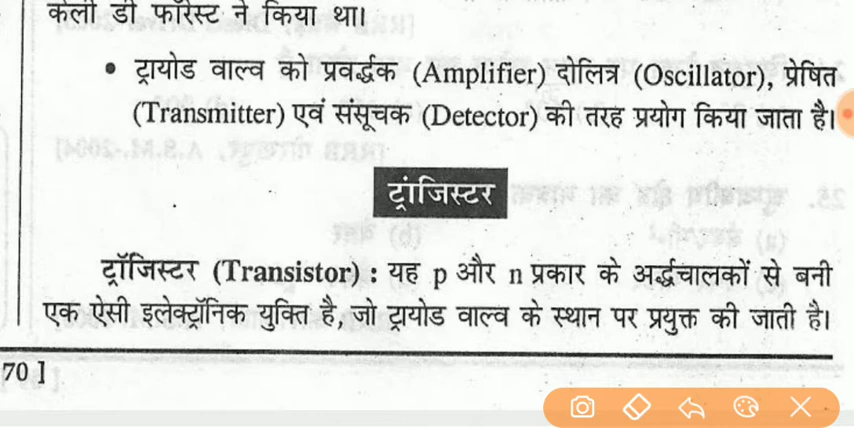 केली डी फॉरेस्ट ने किया था।
• ट्रायोड वाल्व को प्रवर्द्धक (Amplifier) दोलित्र (Oscillator), प्रेषित
(Transmitter) एवं संसूचक (Detector) की तरह प्रयोग किया जाता है।
ट्रांजिस्टर
ट्रॉजिस्टर (Transistor) : यह p और n प्रकार के अर्द्धचालकों से बनी
एक ऐसी इलेक्ट्रॉनिक युक्ति है, जो ट्रायोड वाल्व के स्थान पर प्रयुक्त की जाती है।
70 ]